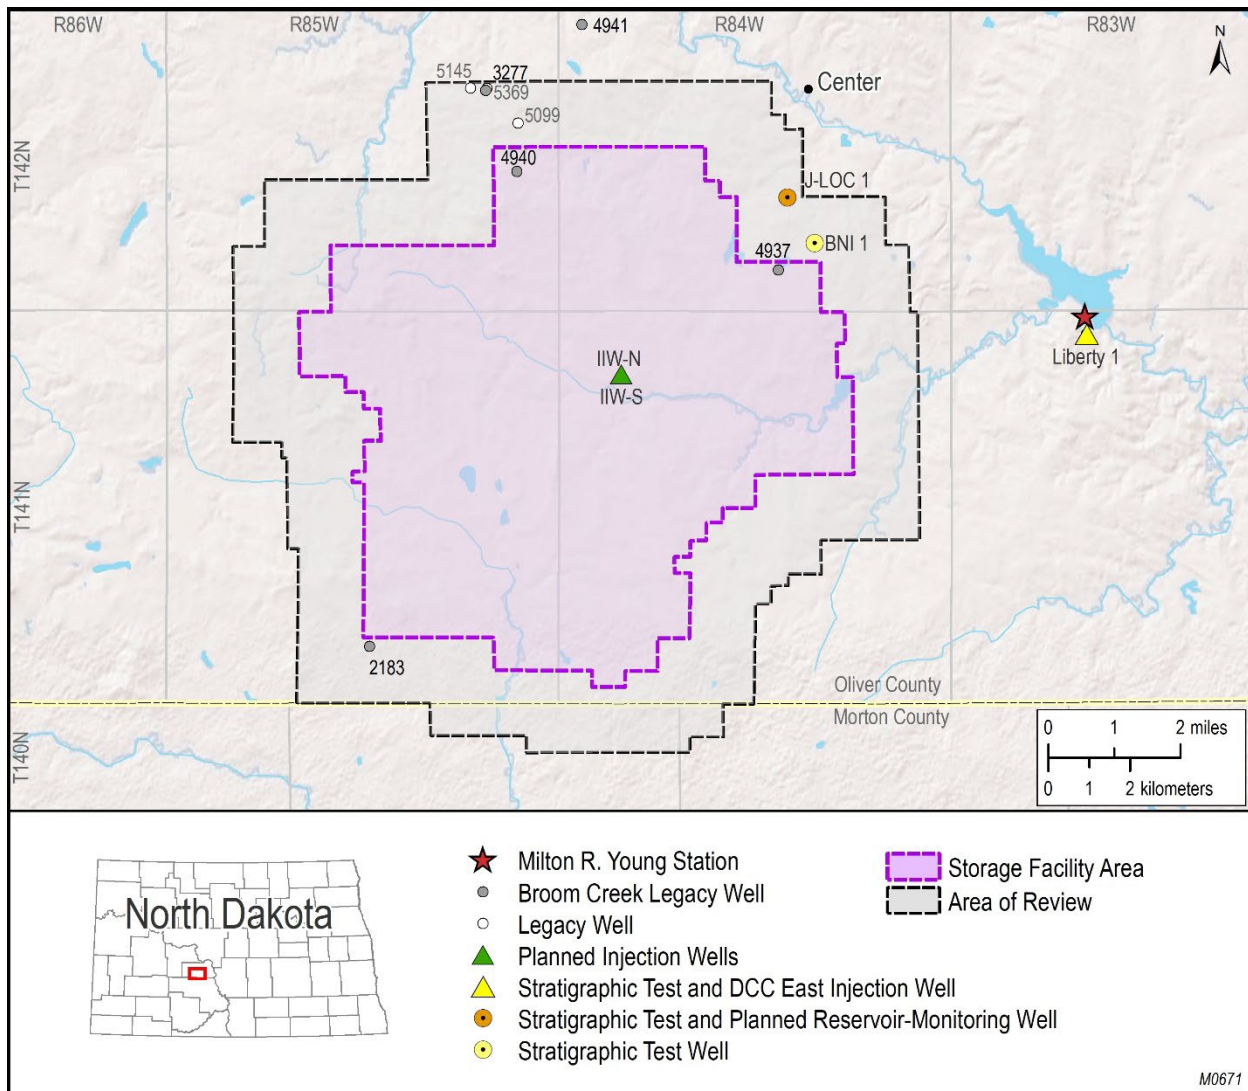 R86W
R85W
4941
R84W
R83W
N
5145
3277
5369
5099
Center
T142N
4940
J-LOC 1
BNI 1
4937
IIW-N
IIW-S
Liberty 1
T141N
2183
Oliver County
Morton County
T140N
0 1 2 miles
0 1 2 kilometers
North Dakota
Milton R. Young Station
Broom Creek Legacy Well
Legacy Well
Planned Injection Wells
Stratigraphic Test and DCC East Injection Well
Stratigraphic Test and Planned Reservoir-Monitoring Well
Stratigraphic Test Well
Storage Facility Area
Area of Review
M0671